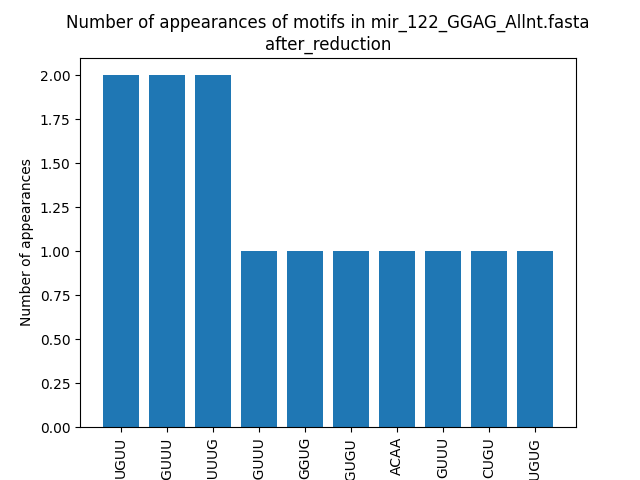 Number of appearances of motifs in mir_122_GGAG_Allnt.fasta
after_reduction
Number of appearances
2.00
1.75
1.50
1.25
1.00
0.75
0.50
0.25
0.00
UGUU
GUUU
UUUG
GUUU
GGUG
GUGU
ACAA
GUUU
CUGU
UGUG